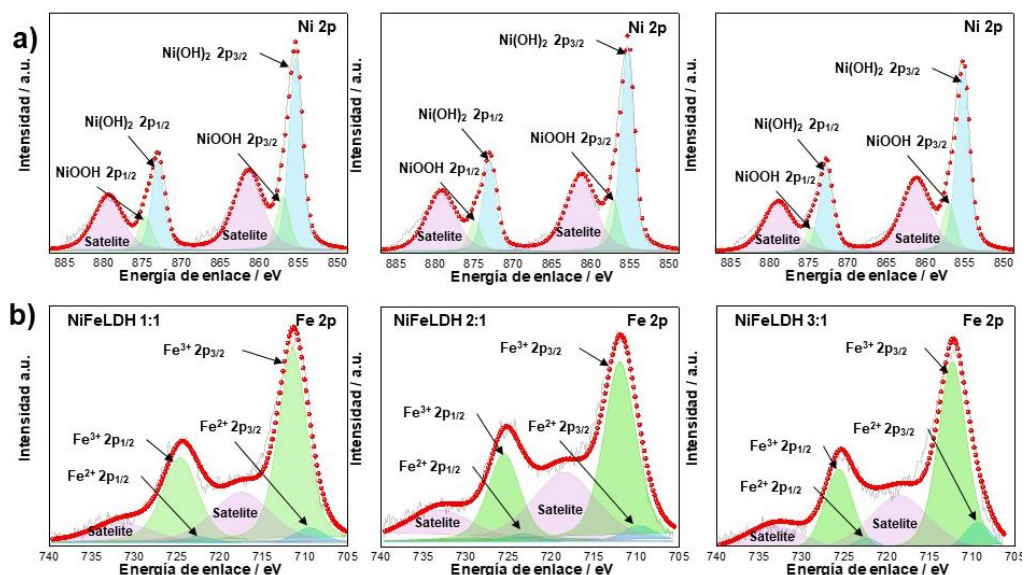 a)
Intensidad / a.u.
Ni 2p
Ni(OH)₂ 2p₃/₂
Ni(OH)₂ 2p₁/₂
NiOOH 2p₃/₂
NiOOH 2p₁/₂
Satelite
Satelite
885 880 875 870 865 860 855 850
Energía de enlace / eV
Intensidad / a.u.
Ni 2p
Ni(OH)₂ 2p₃/₂
Ni(OH)₂ 2p₁/₂
NiOOH 2p₃/₂
NiOOH 2p₁/₂
Satelite
Satelite
885 880 875 870 865 860 855 850
Energía de enlace / eV
Intensidad / a.u.
Ni 2p
Ni(OH)₂ 2p₃/₂
Ni(OH)₂ 2p₁/₂
NiOOH 2p₃/₂
NiOOH 2p₁/₂
Satelite
Satelite
885 880 875 870 865 860 855 850
Energía de enlace / eV
b)
Intensidad / a.u.
NiFeLDH 1:1
Fe 2p
Fe³⁺ 2p₃/₂
Fe³⁺ 2p₁/₂
Fe²⁺ 2p₃/₂
Fe²⁺ 2p₁/₂
Satelite
Satelite
740 735 730 725 720 715 710 705
Energía de enlace / eV
Intensidad / a.u.
NiFeLDH 2:1
Fe 2p
Fe³⁺ 2p₃/₂
Fe³⁺ 2p₁/₂
Fe²⁺ 2p₃/₂
Fe²⁺ 2p₁/₂
Satelite
Satelite
740 735 730 725 720 715 710 705
Energía de enlace / eV
Intensidad / a.u.
NiFeLDH 3:1
Fe 2p
Fe³⁺ 2p₃/₂
Fe³⁺ 2p₁/₂
Fe²⁺ 2p₃/₂
Fe²⁺ 2p₁/₂
Satelite
Satelite
740 735 730 725 720 715 710 705
Energía de enlace / eV